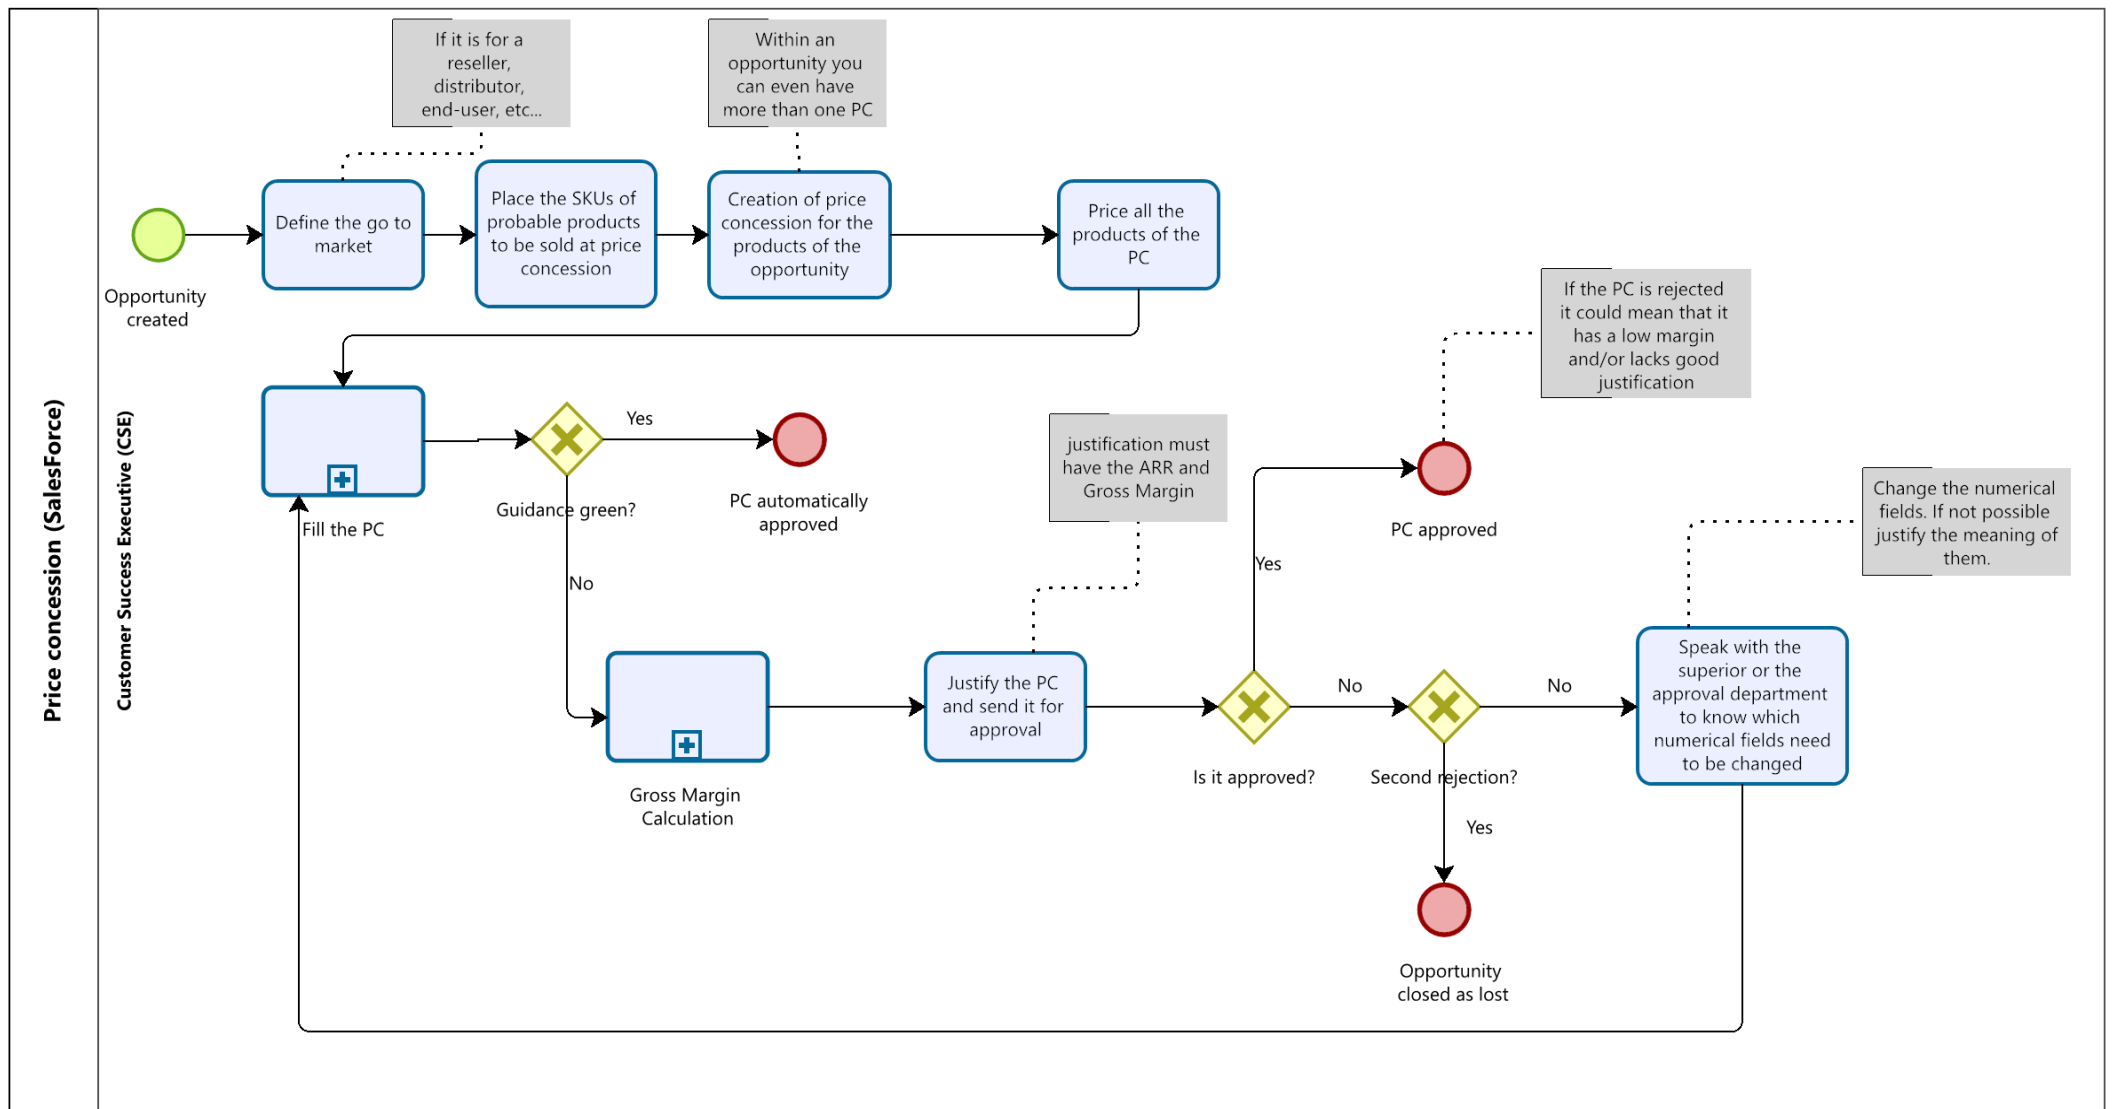 Price concession (SalesForce)
Customer Success Executive (CSE)
If it is for a
reseller,
distributor,
end-user, etc...
Within an
opportunity you
can even have
more than one PC
Opportunity
created
Define the go to
market
Place the SKUs of
probable products
to be sold at price
concession
Creation of price
concession for the
products of the
opportunity
Price all the
products of the
PC
If the PC is rejected
it could mean that it
has a low margin
and/or lacks good
justification
Fill the PC
Guidance green?
Yes
PC automatically
approved
No
justification must
have the ARR and
Gross Margin
PC approved
Change the numerical
fields. If not possible
justify the meaning of
them.
Gross Margin
Calculation
Justify the PC
and send it for
approval
Yes
Is it approved?
No
Second rejection?
No
Speak with the
superior or the
approval department
to know which
numerical fields need
to be changed
Yes
Opportunity
closed as lost